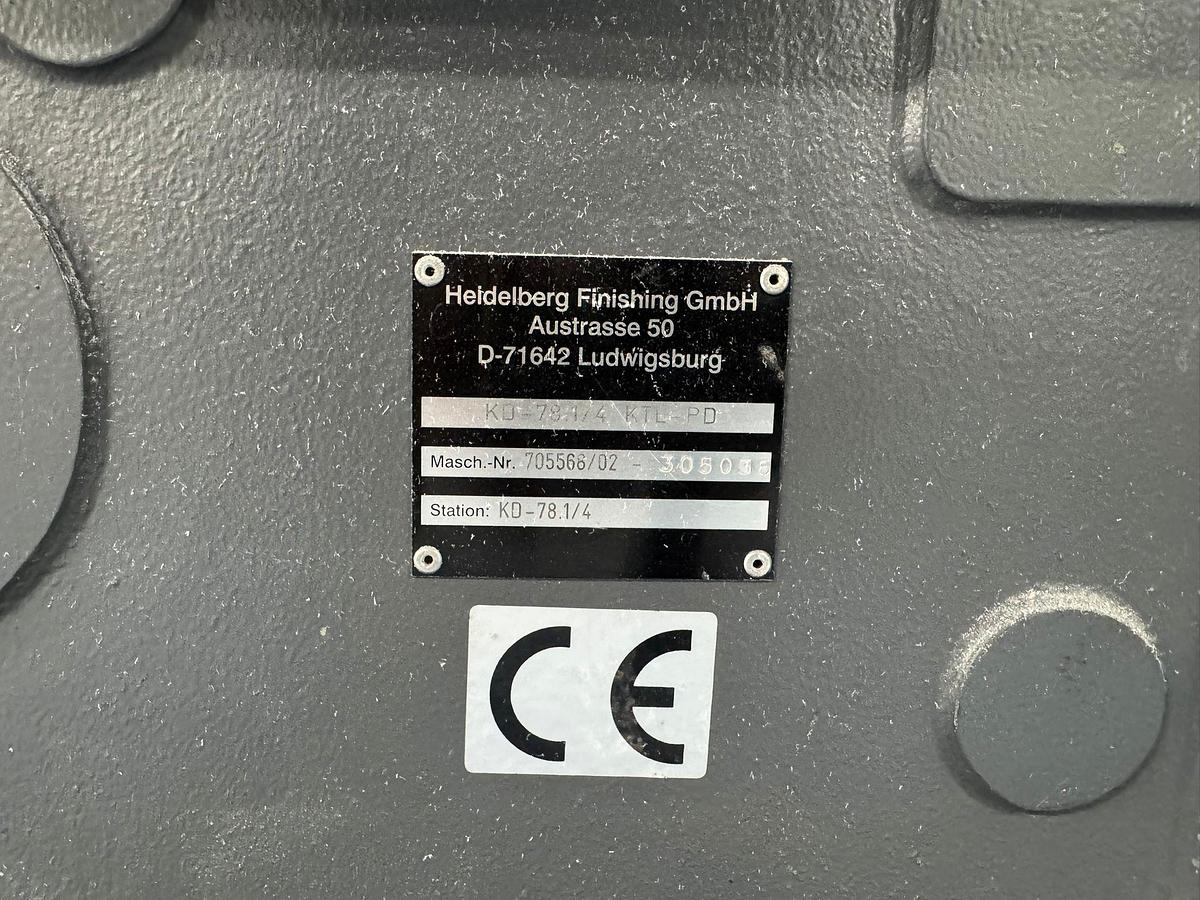 Heidelberg Finishing GmbH
Austrasse 50
D-71642 Ludwigsburg
KD-78.1/4 KTL-PD
Masch.-Nr. 705568/02 -
Station: KD-78.1/4
CE